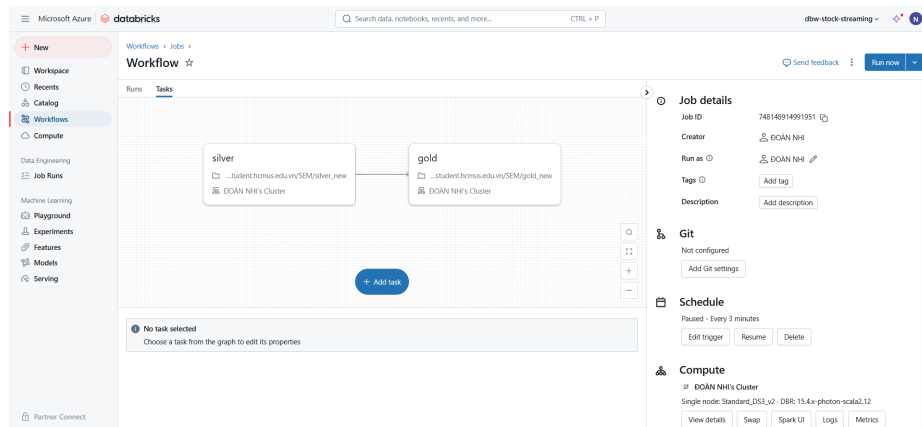 Microsoft Azure databricks Search data, notebooks, recents, and more... CTRL + P dbw-stock-streaming N
New
Workspace
Recents
Catalog
Workflows
Compute
Data Engineering
Job Runs
Machine Learning
Playground
Experiments
Features
Models
Serving
Partner Connect
Workflows > Jobs >
Workflow
Send feedback
Run now
Runs Tasks
silver
...tudent.hcmus.edu.vn/SEM/silver_new
ĐOÀN NHI's Cluster
gold
...student.hcmus.edu.vn/SEM/gold_new
ĐOÀN NHI's Cluster
+ Add task
No task selected
Choose a task from the graph to edit its properties
Job details
Job ID 748148914991951
Creator ĐOÀN NHI
Run as ĐOÀN NHI
Tags Add tag
Description Add description
Git
Not configured
Add Git settings
Schedule
Paused - Every 3 minutes
Edit trigger Resume Delete
Compute
ĐOÀN NHI's Cluster
Single node: Standard_DS3_v2 · DBR: 15.4.x-photon-scala2.12
View details Swap Spark UI Logs Metrics